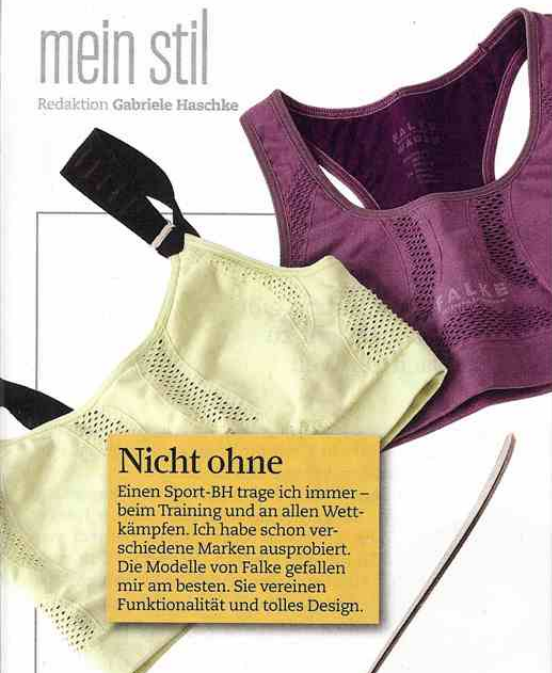 mein stil
Redaktion Gabriele Haschke
FALKE
Nicht ohne
Einen Sport-BH trage ich immer –
beim Training und an allen Wett-
kämpfen. Ich habe schon ver-
schiedene Marken ausprobiert.
Die Modelle von Falke gefallen
mir am besten. Sie vereinen
Funktionalität und tolles Design.